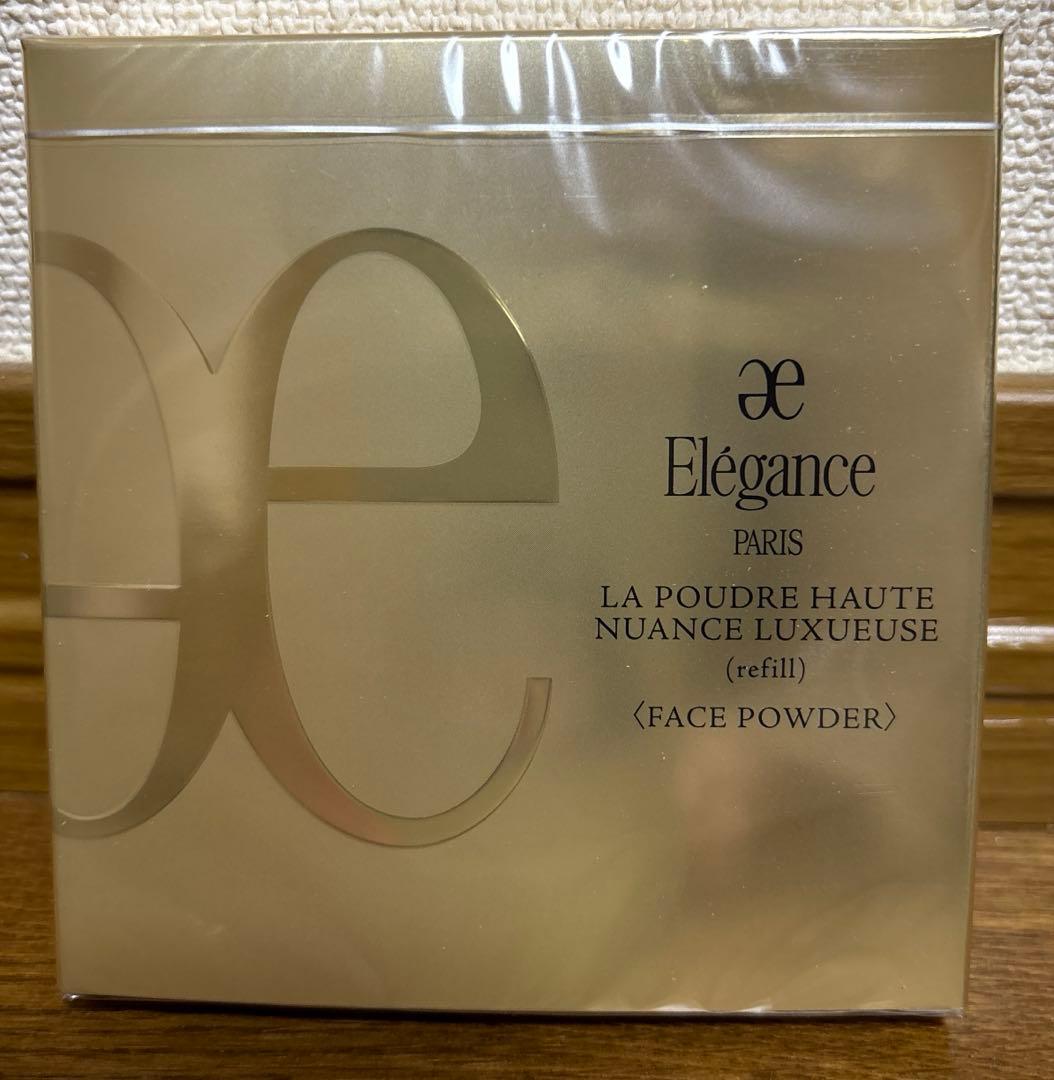 æ
Elégance
PARIS
LA POUDRE HAUTE
NUANCE LUXUEUSE
(refill)
〈FACE POWDER〉